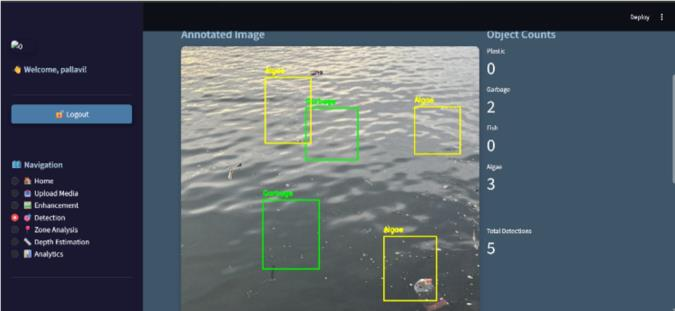 Deploy
Welcome, pallavi!
Logout
Navigation
Home
Upload Media
Enhancement
Detection
Zone Analysis
Depth Estimation
Analytics
Annotated Image
Algae
Garbage
Algae
Garbage
Algae
Object Counts
Plastic
0
Garbage
2
Fish
0
Algae
3
Total Detections
5